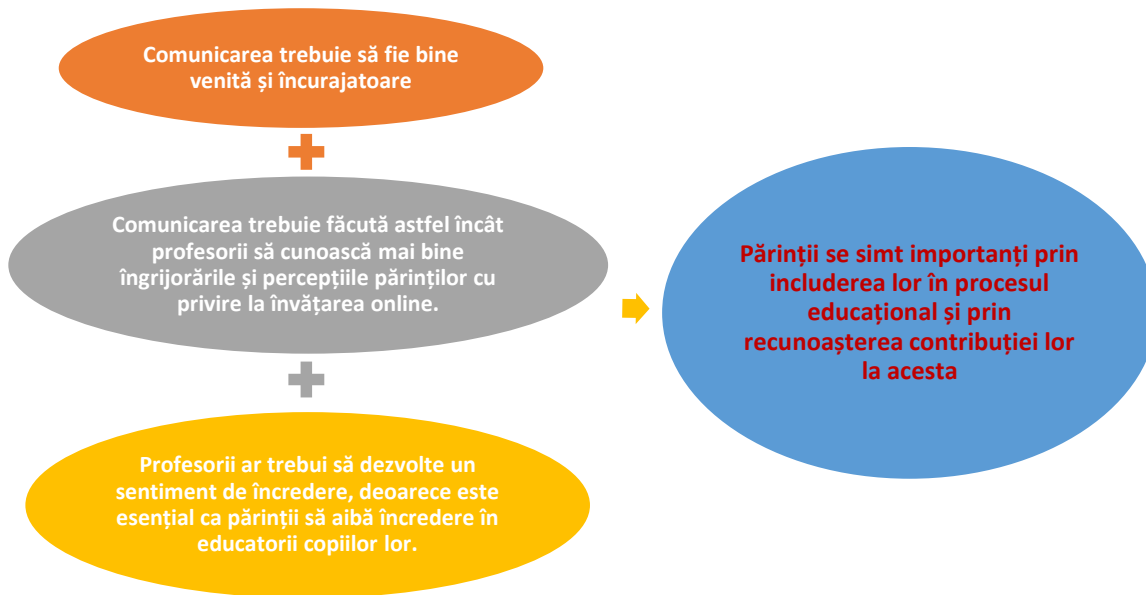 Comunicarea trebuie să fie bine
venită și încurajatoare
Comunicarea trebuie făcută astfel încât
profesorii să cunoască mai bine
îngrijorările și percepțiile părinților cu
privire la învățarea online.
Profesorii ar trebui să dezvolte un
sentiment de încredere, deoarece este
esențial ca părinții să aibă încredere în
educatorii copiilor lor.
Părinții se simt importanți prin
includerea lor în procesul
educațional și prin
recunoașterea contribuției lor
la acesta